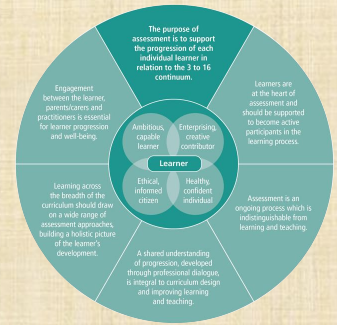 The purpose of
assessment is to support
the progression of each
individual learner in
relation to the 3 to 16
continuum.
Learners are
at the heart of
assessment and
should be supported
to become active
participants in the
learning process.
Assessment is an
ongoing process which is
indistinguishable from
learning and teaching.
A shared understanding
of progression, developed
through professional dialogue,
is integral to curriculum design
and improving learning
and teaching.
Learning across
the breadth of the
curriculum should draw
on a wide range of
assessment approaches,
building a holistic picture
of the learner's
development.
Engagement
between the learner,
parents/carers and
practitioners is essential
for learner progression
and well-being.
Ambitious,
capable
learner
Enterprising,
creative
contributor
Learner
Ethical,
informed
citizen
Healthy,
confident
individual